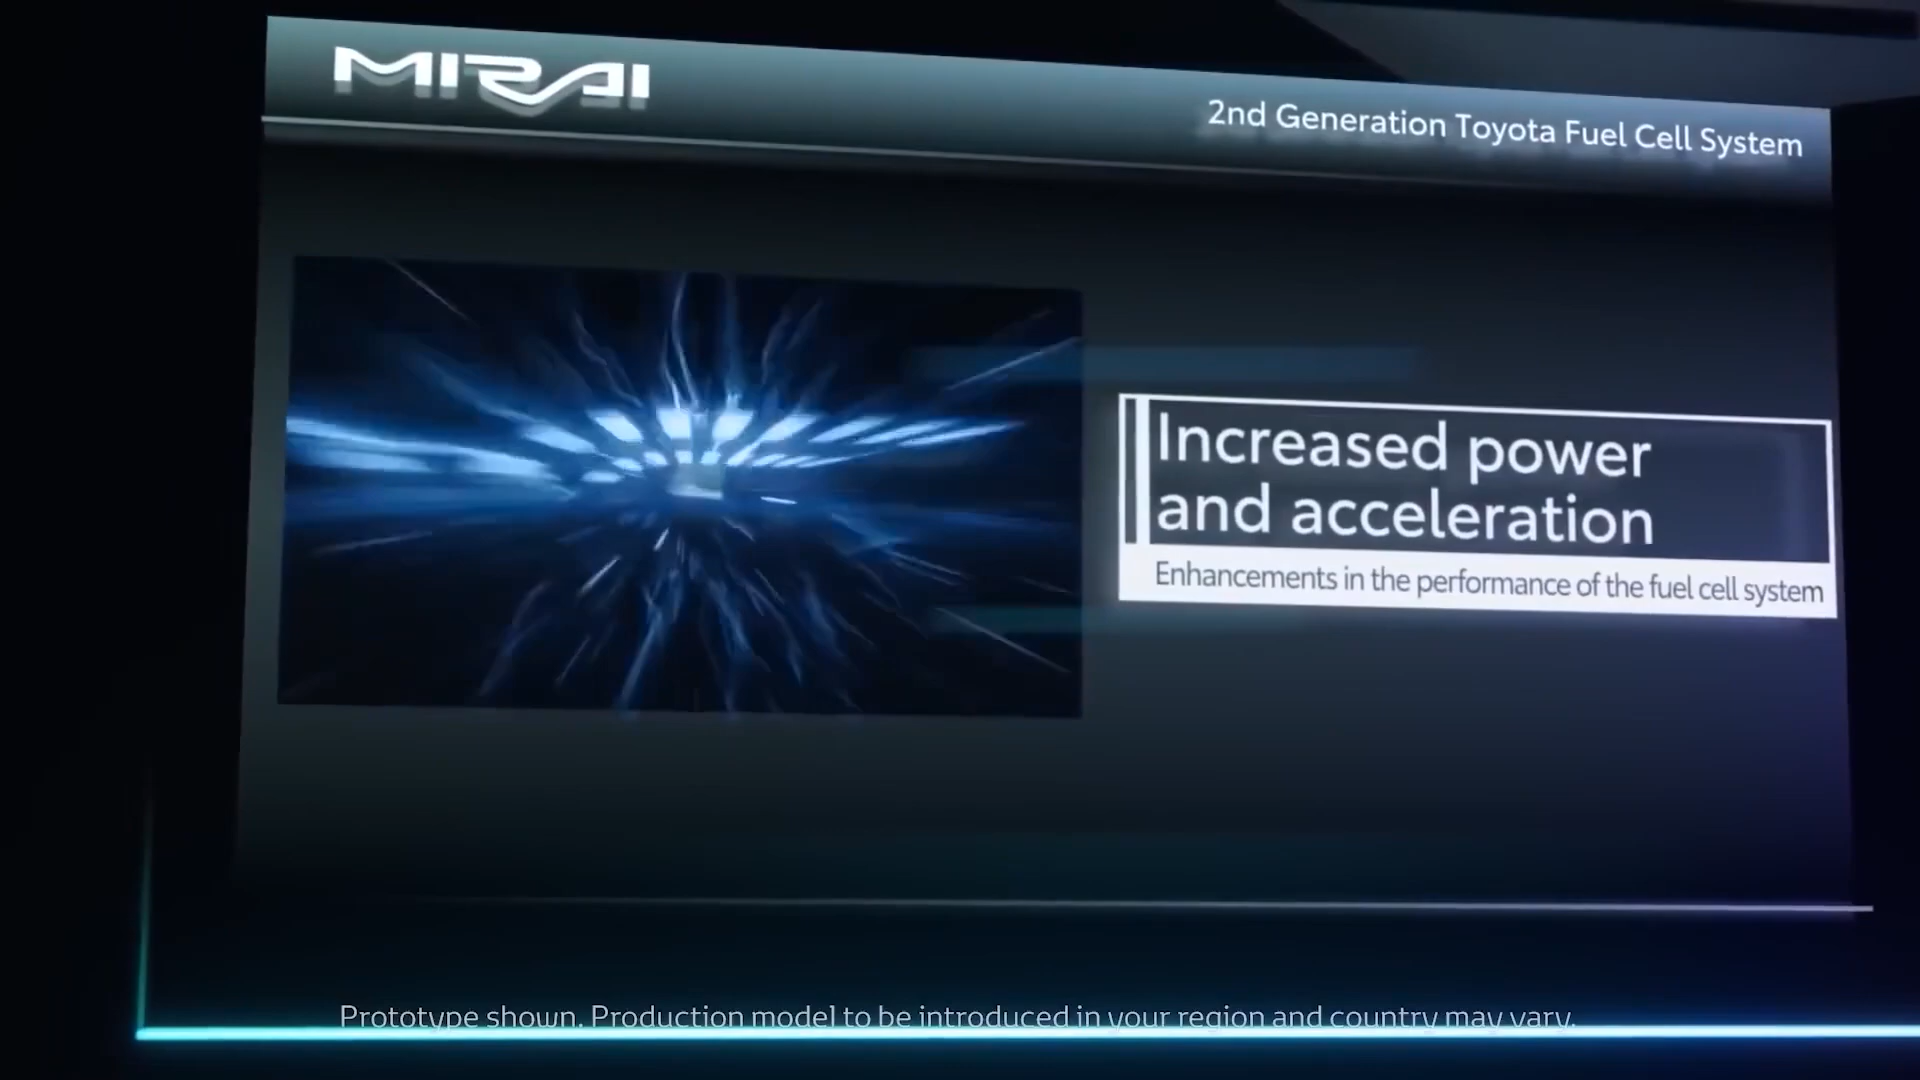 MIRAI
2nd Generation Toyota Fuel Cell System
Increased power
and acceleration
Enhancements in the performance of the fuel cell system
Prototype shown. Production model to be introduced in your region and country may vary.